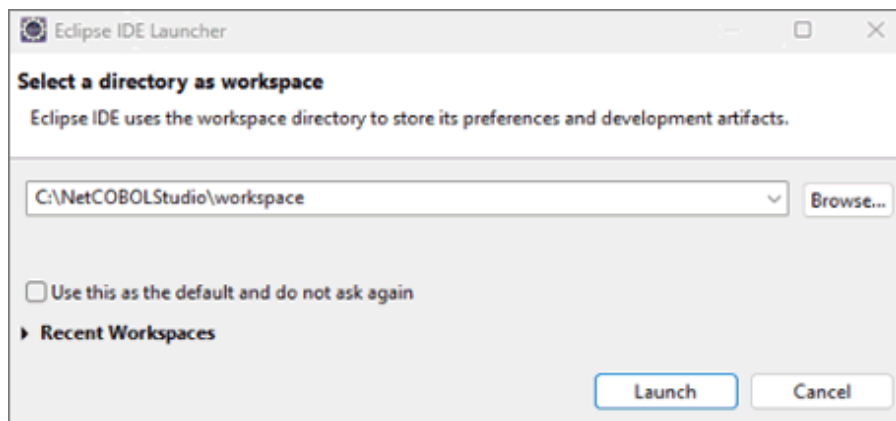 Eclipse IDE Launcher
Select a directory as workspace
Eclipse IDE uses the workspace directory to store its preferences and development artifacts.
C:\NetCOBOLStudio\workspace
Browse...
Use this as the default and do not ask again
Recent Workspaces
Launch
Cancel